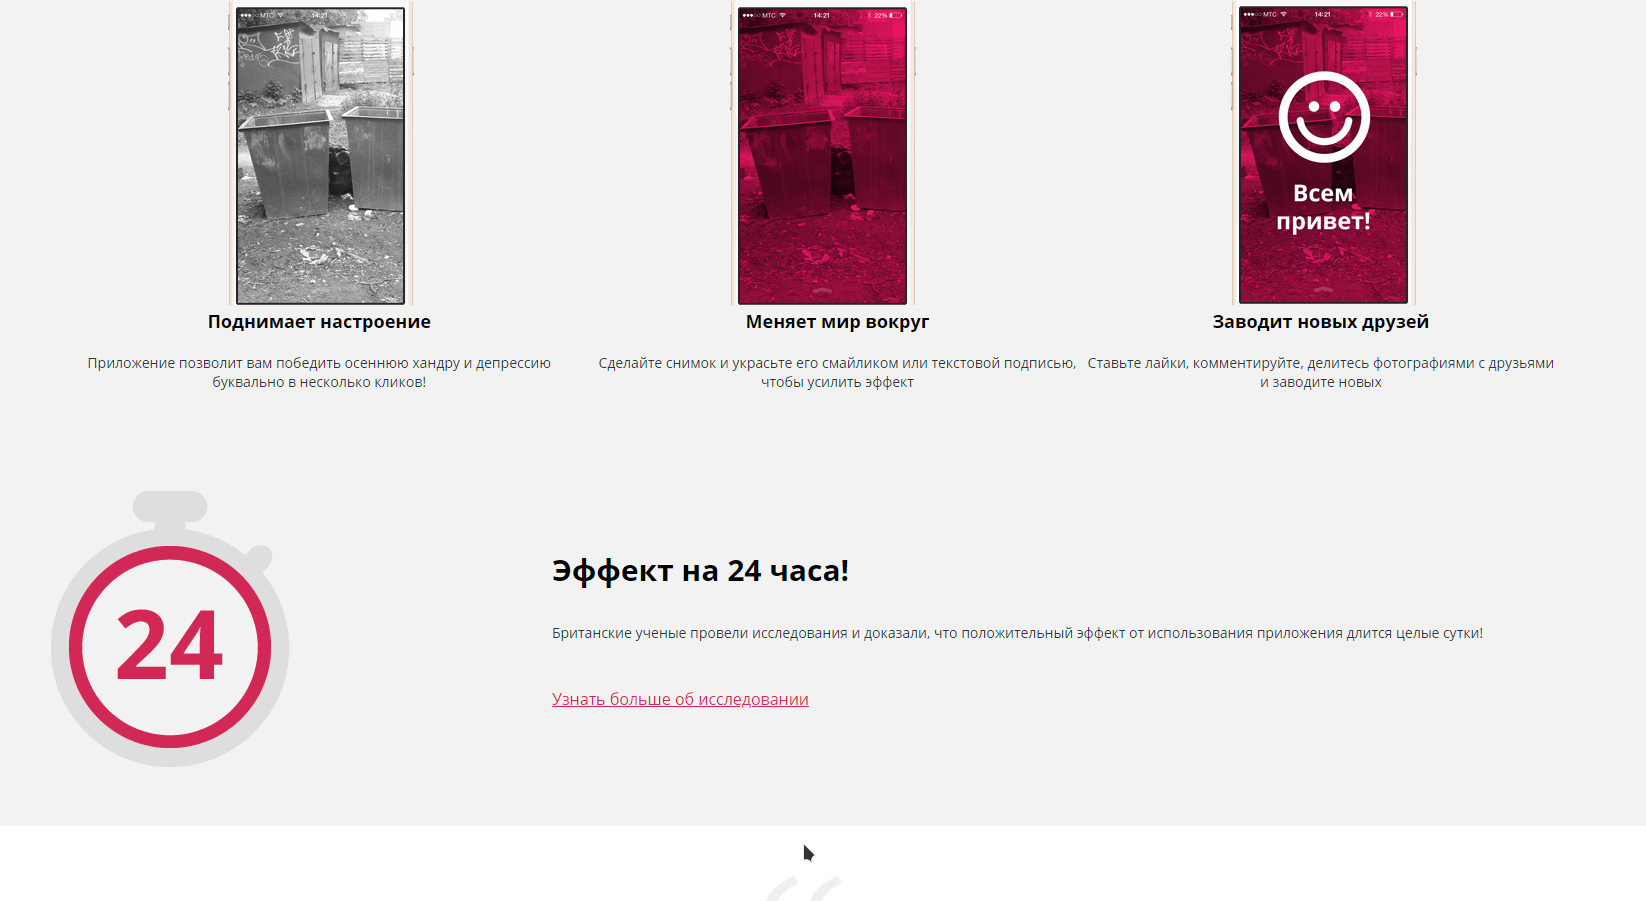 МТС 14:21
МТС 14:21 22%
МТС 14:21 22%
Всем
привет!
Поднимает настроение
Меняет мир вокруг
Заводит новых друзей
Приложение позволит вам победить осеннюю хандру и депрессию
буквально в несколько кликов!
Сделайте снимок и украсьте его смайликом или текстовой подписью,
чтобы усилить эффект
Ставьте лайки, комментируйте, делитесь фотографиями с друзьями
и заводите новых
24
Эффект на 24 часа!
Британские ученые провели исследования и доказали, что положительный эффект от использования приложения длится целые сутки!
Узнать больше об исследовании